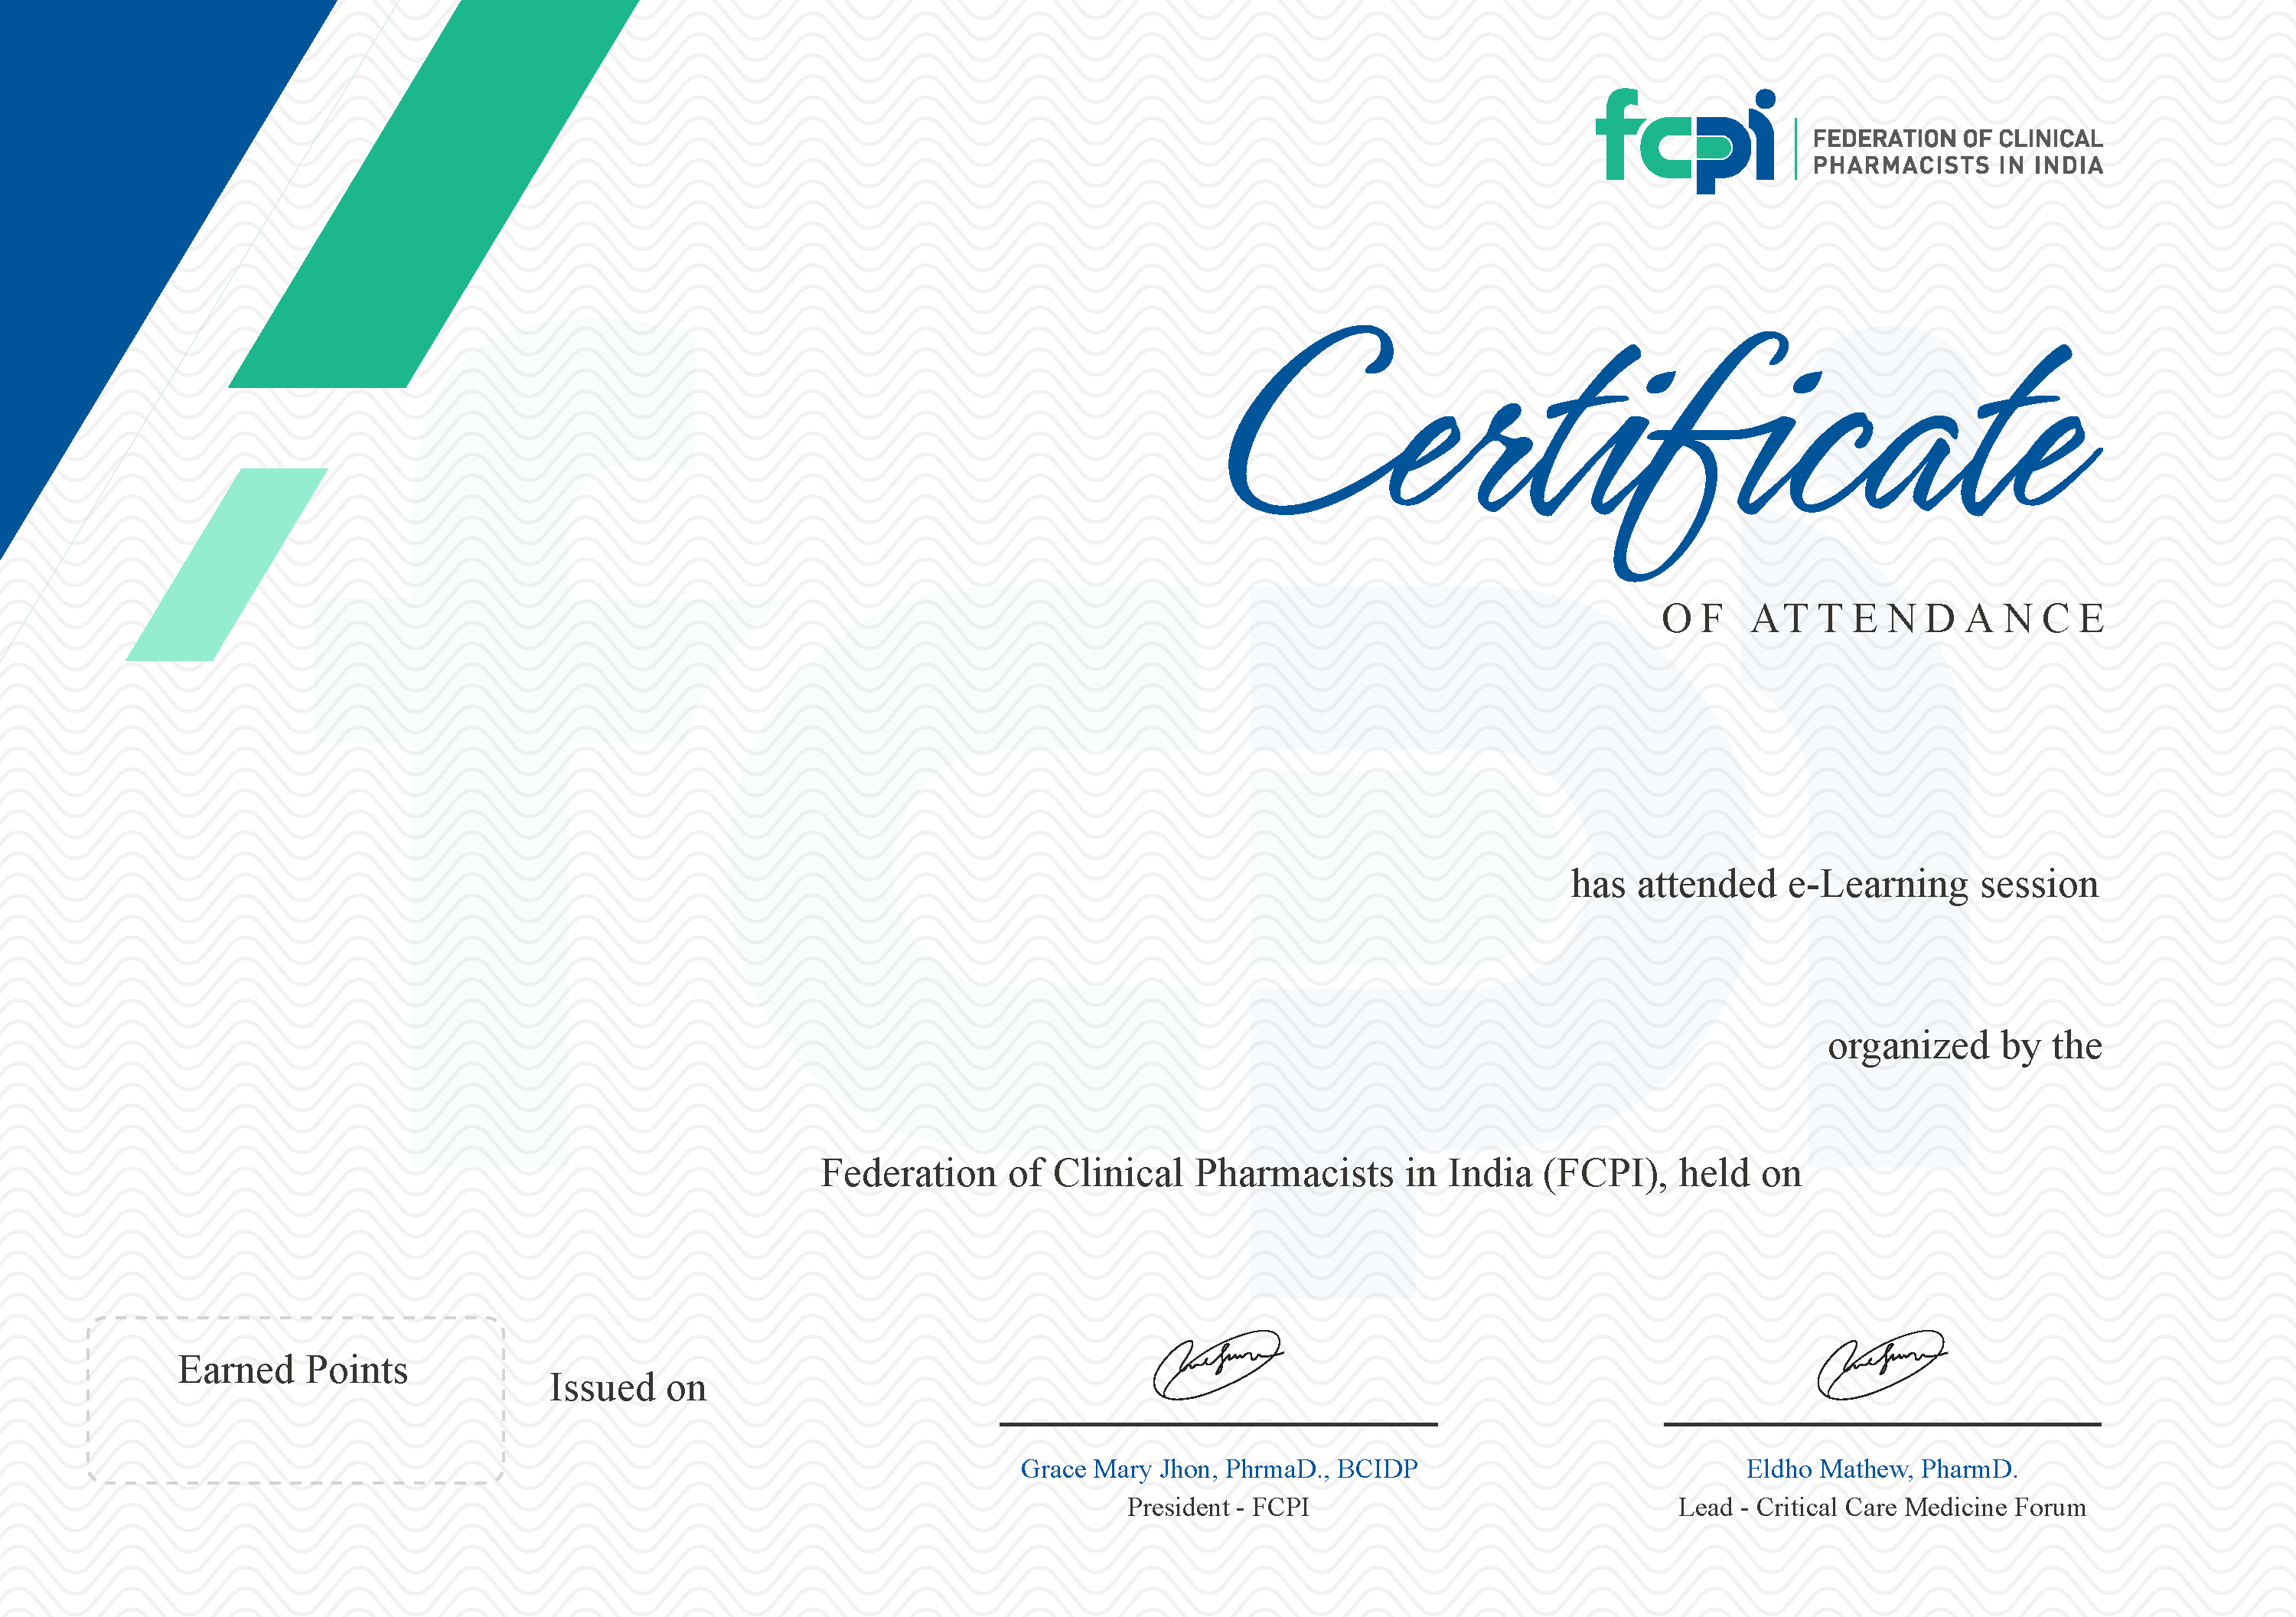 fcpi
FEDERATION OF CLINICAL
PHARMACISTS IN INDIA
Certificate
OF ATTENDANCE
has attended e-Learning session
organized by the
Federation of Clinical Pharmacists in India (FCPI), held on
Earned Points
Issued on
Grace Mary Jhon, PhrmaD., BCIDP
President - FCPI
Eldho Mathew, PharmD.
Lead - Critical Care Medicine Forum